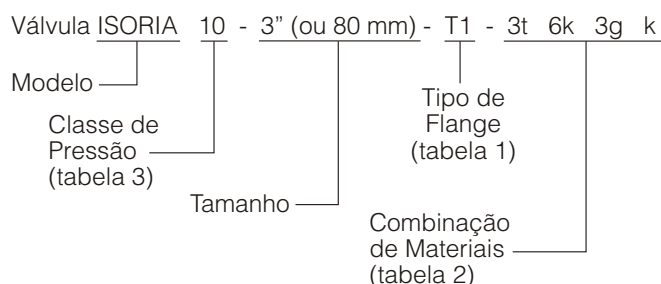 Válvula ISORIA 10 - 3” (ou 80 mm) - T1 - 3t 6k 3g k
Modelo
Classe de
Pressão
(tabela 3)
Tamanho
Tipo de
Flange
(tabela 1)
Combinação
de Materiais
(tabela 2)